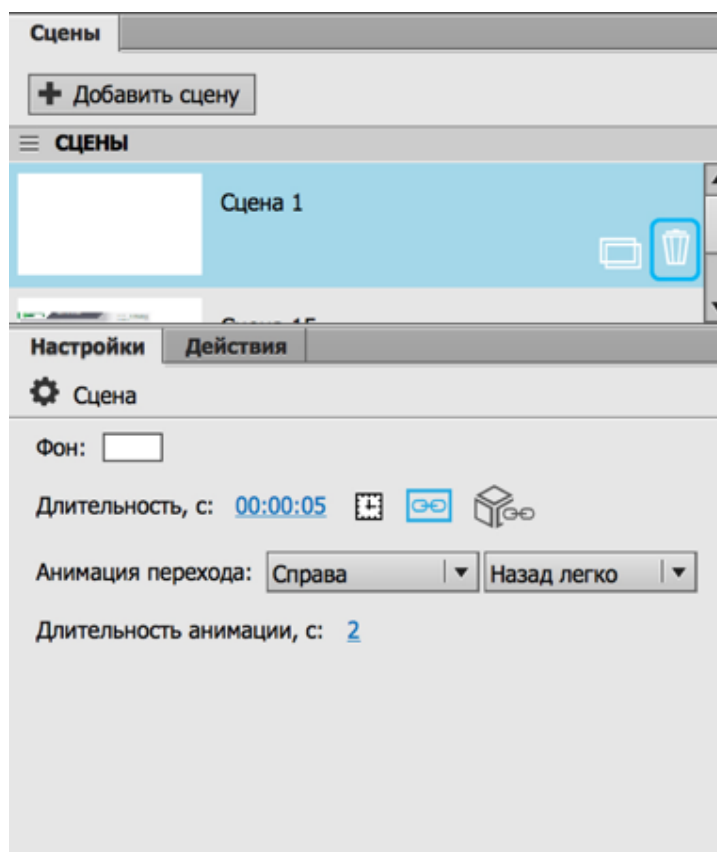 Сцены
Добавить сцену
СЦЕНЫ
Сцена 1
Настройки Действия
Сцена
Фон:
Длительность, с: 00:00:05
Анимация перехода: Справа Назад легко
Длительность анимации, с: 2